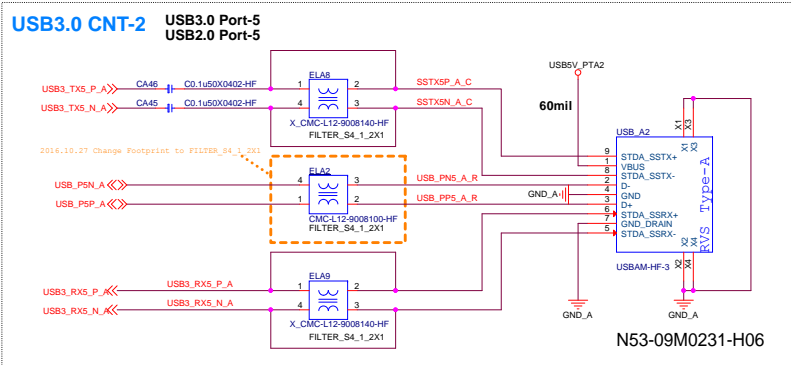 USB3.0 CNT-2
USB3.0 Port-5
USB2.0 Port-5
USB3_TX5_P_A
CA46
C0.1u50X0402-HF
USB3_TX5_N_A
CA45
C0.1u50X0402-HF
ELA8
1
2
4
3
X_CMC-L12-9008140-HF
FILTER_S4_1_2X1
SSTX5P_A_C
SSTX5N_A_C
2016.10.27 Change Footprint to FILTER_S4_1_2X1
USB_P5N_A
USB_P5P_A
ELA2
4
3
1
2
CMC-L12-9008100-HF
FILTER_S4_1_2X1
USB_PN5_A_R
USB_PP5_A_R
USB3_RX5_P_A
USB3_RX5_P_A
USB3_RX5_N_A
USB3_RX5_N_A
ELA9
1
2
4
3
X_CMC-L12-9008140-HF
FILTER_S4_1_2X1
USB5V_PTA2
60mil
GND_A
GND_A
USB_A2
X1
X3
X1
X3
9
STDA_SSTX+
1
VBUS
8
STDA_SSTX-
2
D-
4
GND
3
D+
6
STDA_SSRX+
7
GND_DRAIN
5
STDA_SSRX-
RVS Type-A
X2
X4
X2
X4
USBAM-HF-3
GND_A
N53-09M0231-H06